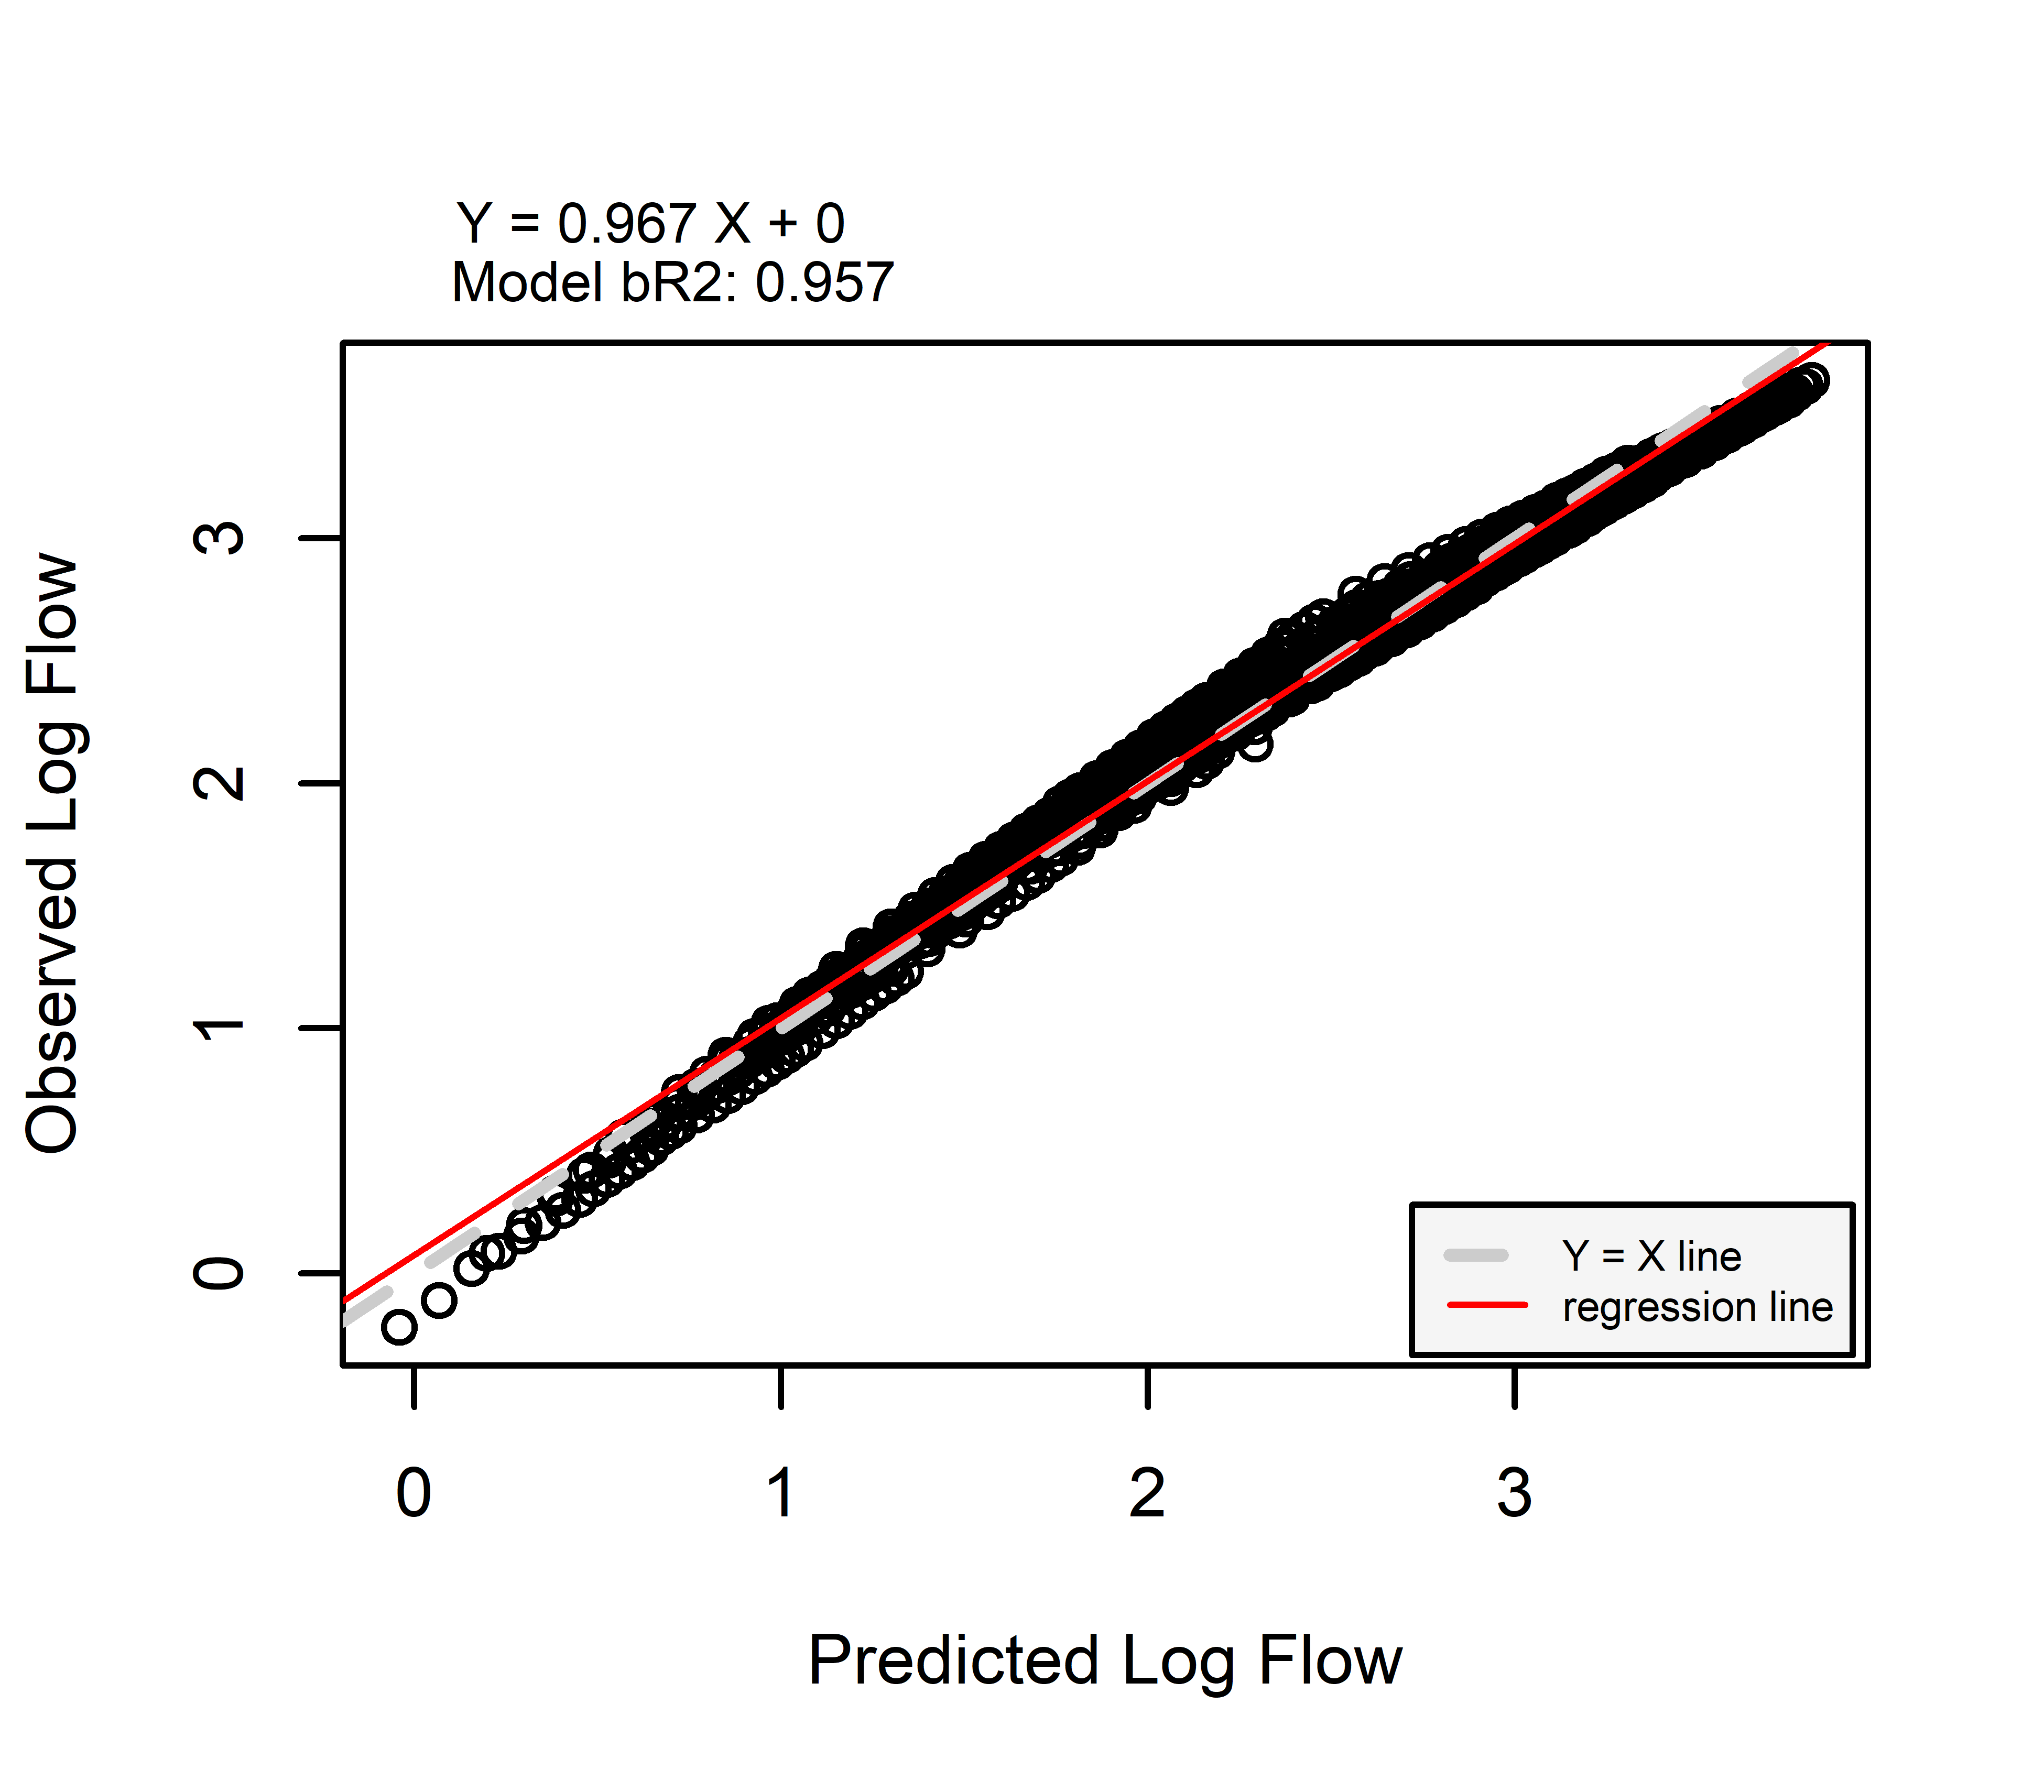 Y = 0.967 X + 0
Model bR2: 0.957
Observed Log Flow
3
2
1
0
Y = X line
regression line
0 1 2 3
Predicted Log Flow